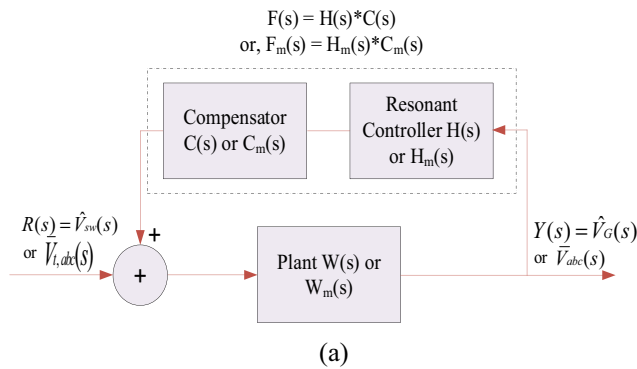 F(s) = H(s)*C(s)
or, Fₘ(s) = Hₘ(s)*Cₘ(s)
Compensator
C(s) or Cₘ(s)
Resonant
Controller H(s)
or Hₘ(s)
R(s) = V̂sw(s)
or V̄t,abc(s)
+
+
Plant W(s) or
Wₘ(s)
Y(s) = V̂G(s)
or V̄abc(s)
(a)